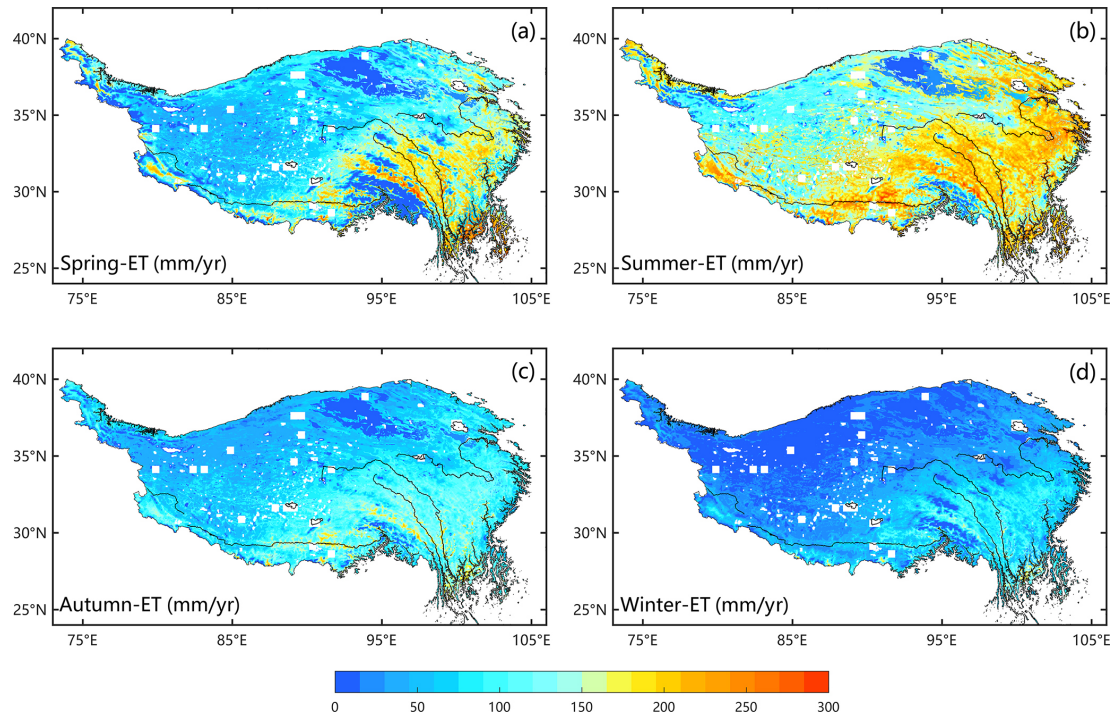 (a)
40°N
35°N
30°N
25°N
Spring-ET (mm/yr)
75°E 85°E 95°E 105°E
(b)
40°N
35°N
30°N
25°N
Summer-ET (mm/yr)
75°E 85°E 95°E 105°E
(c)
40°N
35°N
30°N
25°N
Autumn-ET (mm/yr)
75°E 85°E 95°E 105°E
(d)
40°N
35°N
30°N
25°N
Winter-ET (mm/yr)
75°E 85°E 95°E 105°E
0 50 100 150 200 250 300